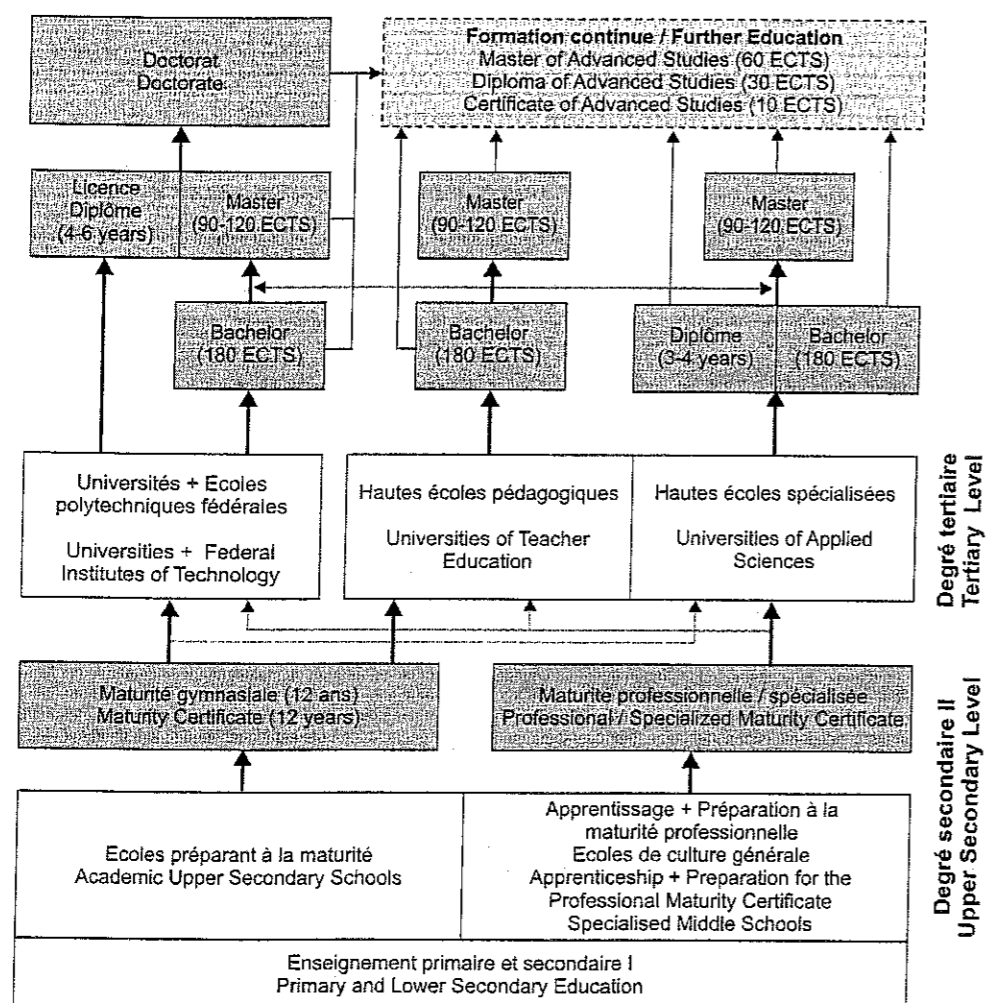 Doctorat
Doctorate
Formation continue / Further Education
Master of Advanced Studies (60 ECTS)
Diploma of Advanced Studies (30 ECTS)
Certificate of Advanced Studies (10 ECTS)
Licence
Diplôme
(4-6 years)
Master
(90-120 ECTS)
Master
(90-120 ECTS)
Master
(90-120 ECTS)
Bachelor
(180 ECTS)
Bachelor
(180 ECTS)
Diplôme
(3-4 years)
Bachelor
(180 ECTS)
Universités + Ecoles
polytechniques fédérales
Universities + Federal
Institutes of Technology
Hautes écoles pédagogiques
Universities of Teacher
Education
Hautes écoles spécialisées
Universities of Applied
Sciences
Degré tertiaire
Tertiary Level
Maturité gymnasiale (12 ans)
Maturity Certificate (12 years)
Maturité professionnelle / spécialisée
Professional / Specialized Maturity Certificate
Ecoles préparant à la maturité
Academic Upper Secondary Schools
Apprentissage + Préparation à la
maturité professionnelle
Ecoles de culture générale
Apprenticeship + Preparation for the
Professional Maturity Certificate
Specialised Middle Schools
Degré secondaire II
Upper Secondary Level
Enseignement primaire et secondaire I
Primary and Lower Secondary Education